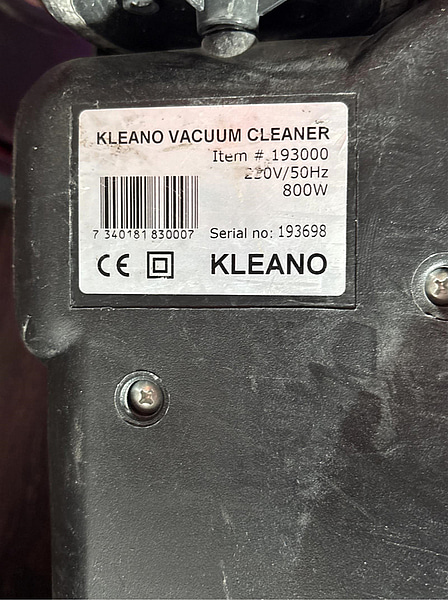 KLEANO VACUUM CLEANER
Item # 193000
220V/50Hz
800W
7 340181 830007
Serial no: 193698
CE
KLEANO